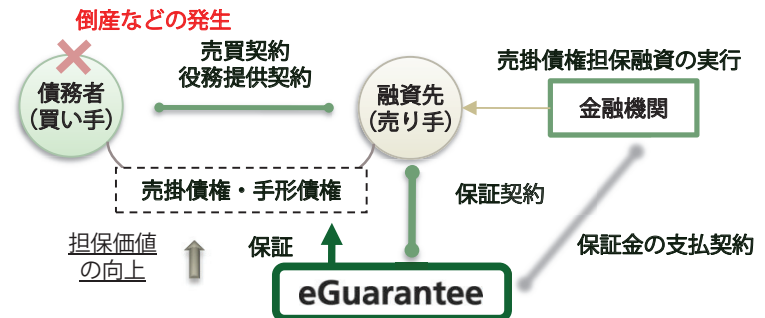 倒産などの発生
売買契約
役務提供契約
売掛債権担保融資の実行
債務者
(買い手)
融資先
(売り手)
金融機関
売掛債権・手形債権
保証契約
担保価値
の向上
保証
保証金の支払契約
eGuarantee